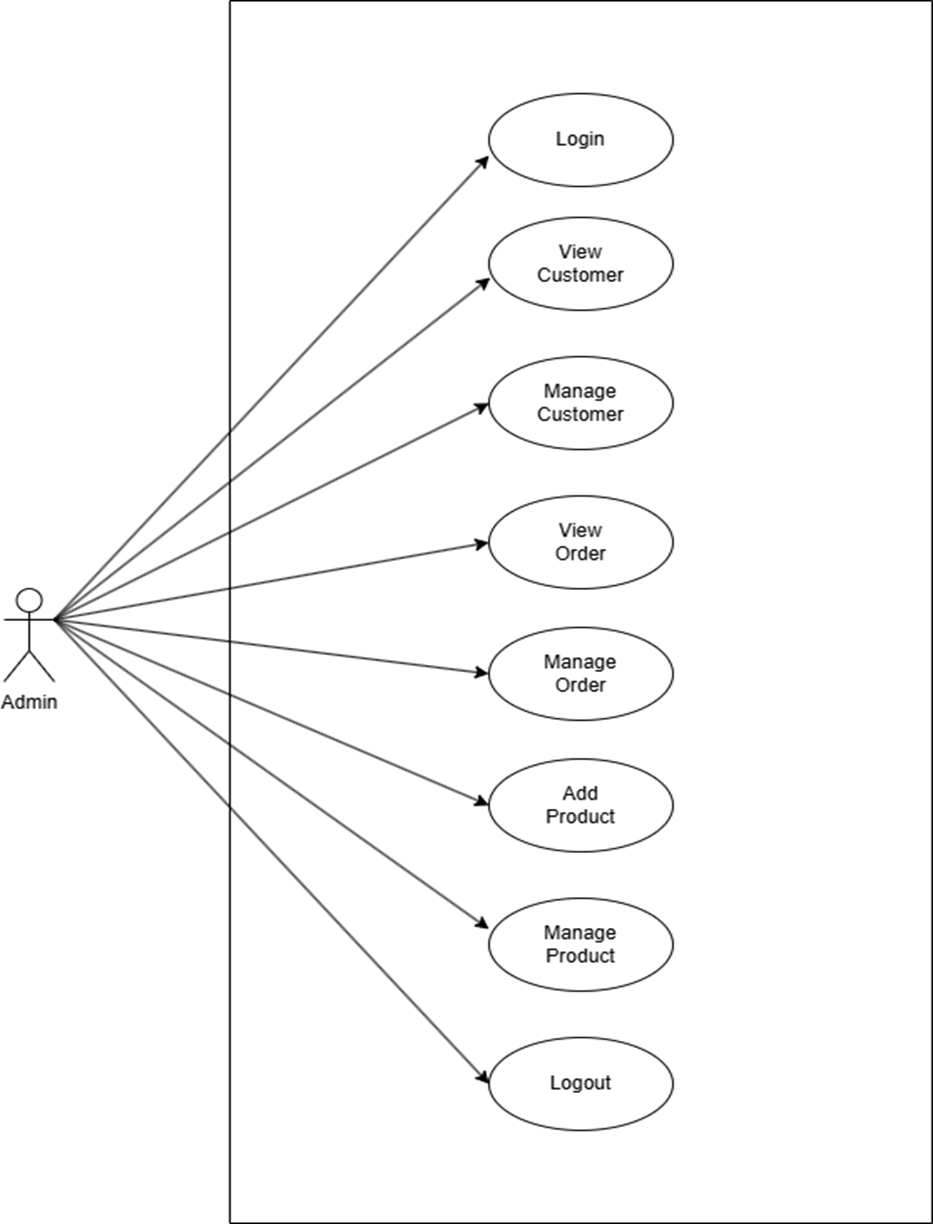 Login
View
Customer
Manage
Customer
View
Order
Manage
Order
Admin
Add
Product
Manage
Product
Logout